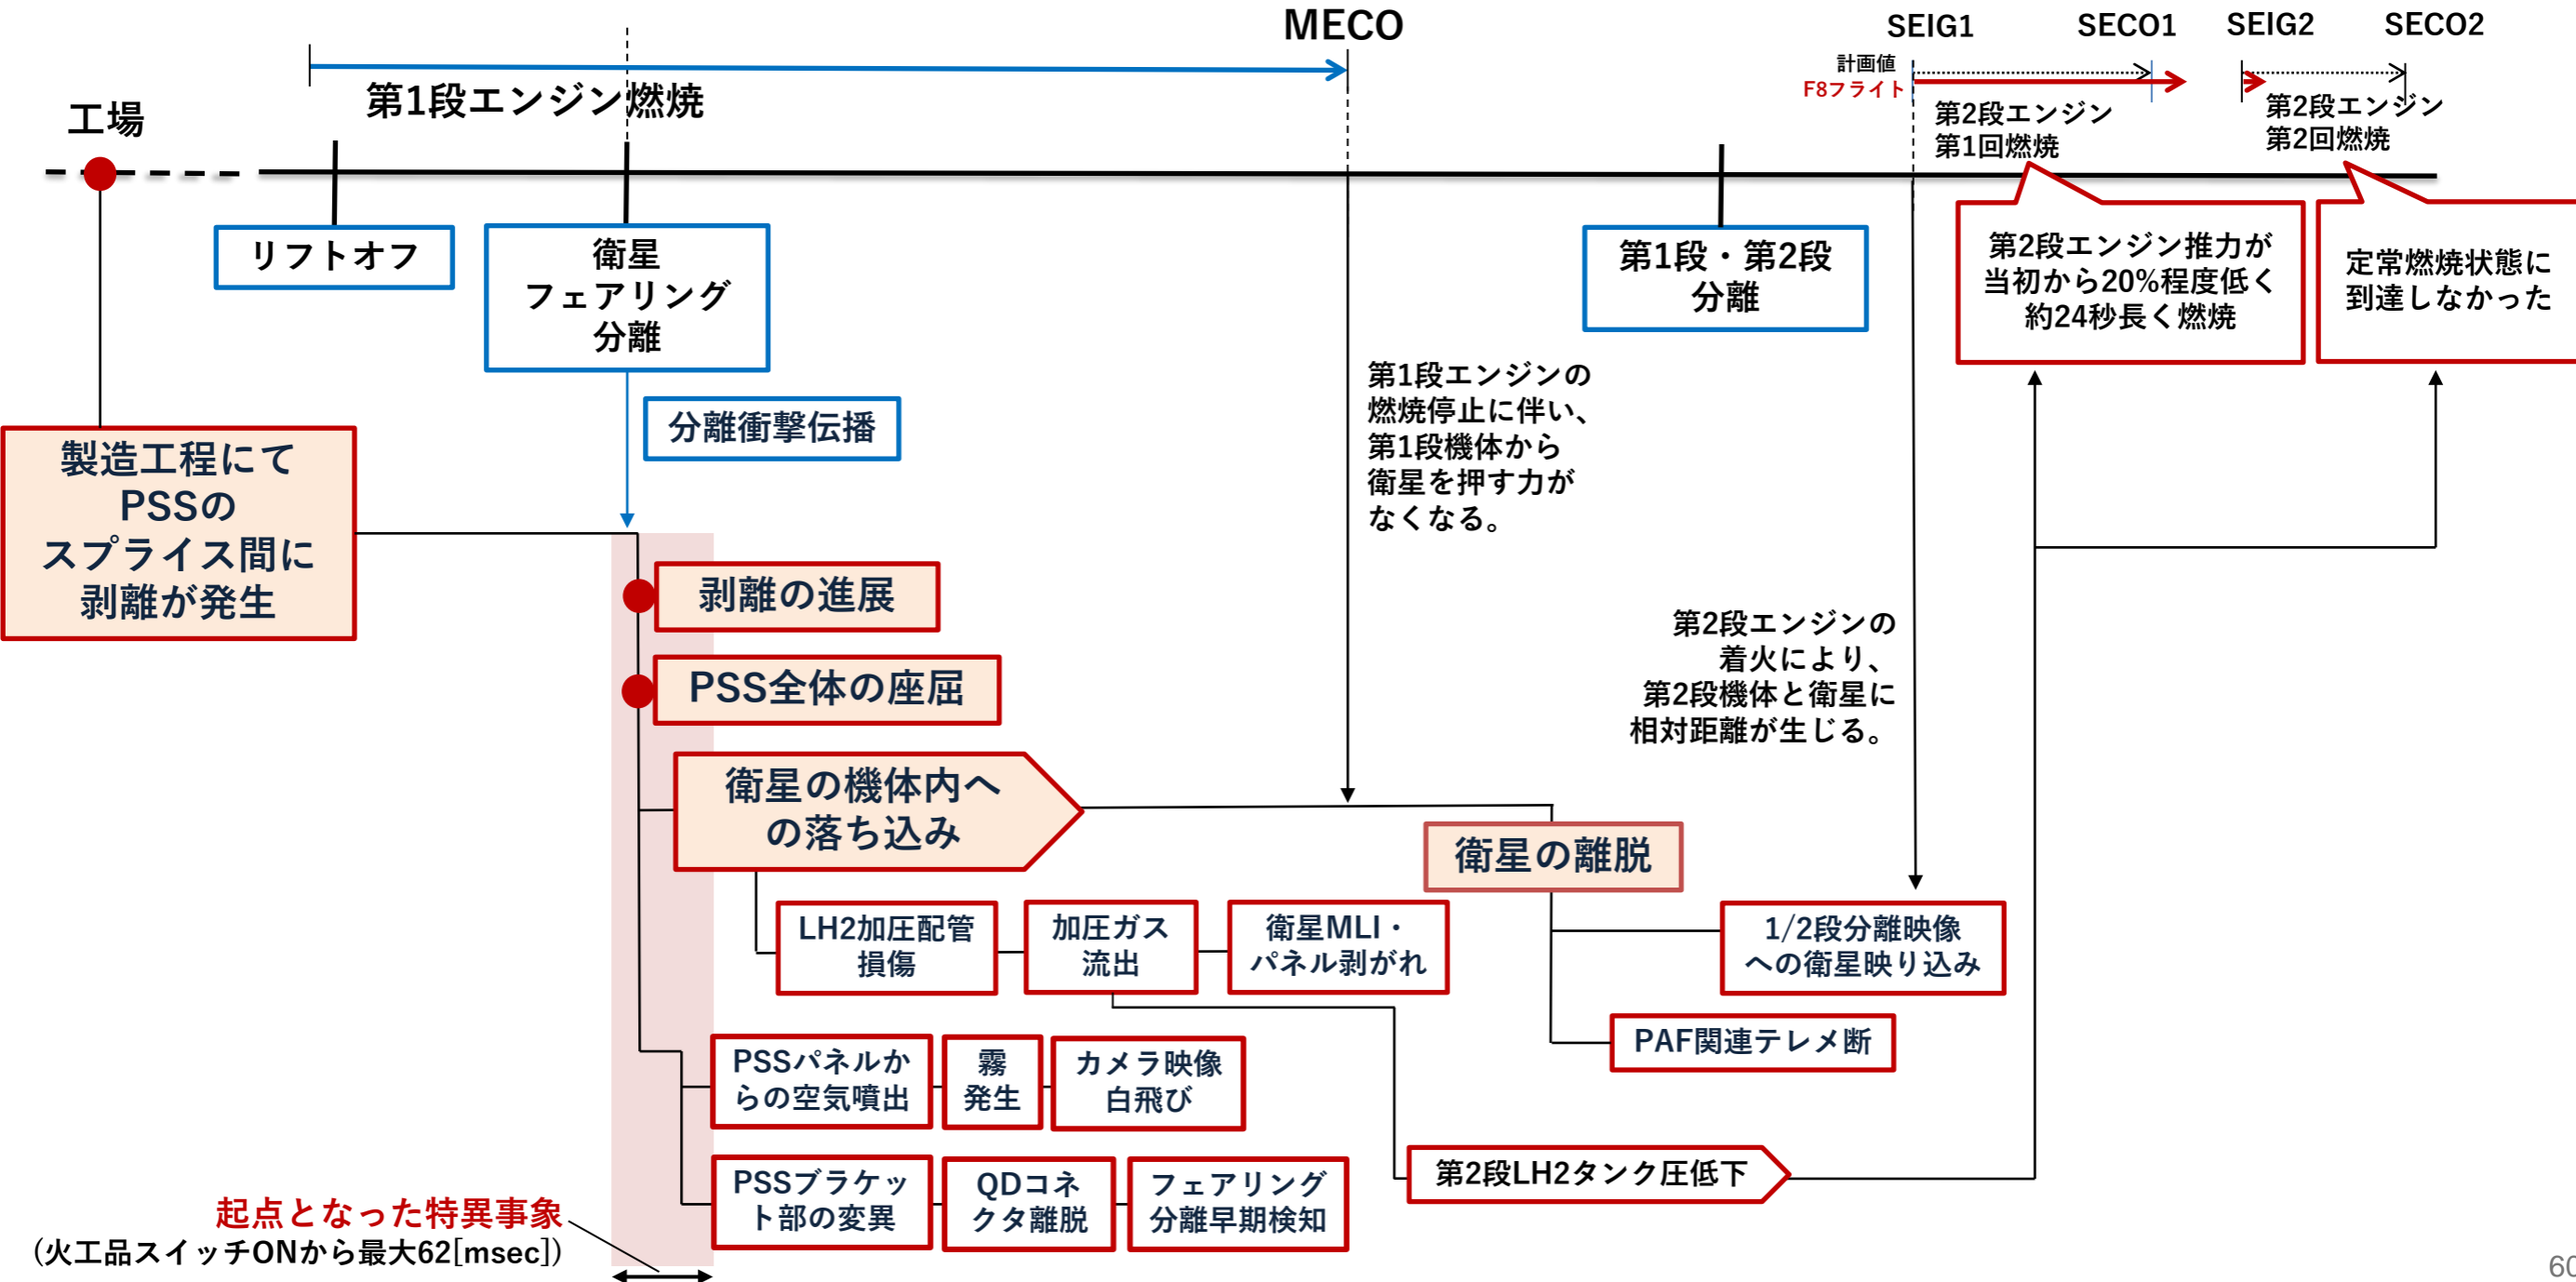 MECO
SEIG1
SECO1
SEIG2
SECO2
計画値
F8フライト
第1段エンジン燃焼
第2段エンジン
第1回燃焼
第2段エンジン
第2回燃焼
工場
リフトオフ
衛星
フェアリング
分離
第1段・第2段
分離
第2段エンジン推力が
当初から20%程度低く
約24秒長く燃焼
定常燃焼状態に
到達しなかった
分離衝撃伝播
第1段エンジンの
燃焼停止に伴い、
第1段機体から
衛星を押す力が
なくなる。
製造工程にて
PSSの
スプライス間に
剥離が発生
剥離の進展
PSS全体の座屈
第2段エンジンの
着火により、
第2段機体と衛星に
相対距離が生じる。
衛星の機体内へ
の落ち込み
衛星の離脱
LH2加圧配管
損傷
加圧ガス
流出
衛星MLI・
パネル剥がれ
1/2段分離映像
への衛星映り込み
PAF関連テレメ断
PSSパネルか
らの空気噴出
霧
発生
カメラ映像
白飛び
第2段LH2タンク圧低下
PSSブラケッ
ト部の変異
QDコネ
クタ離脱
フェアリング
分離早期検知
起点となった特異事象
(火工品スイッチONから最大62[msec])
60